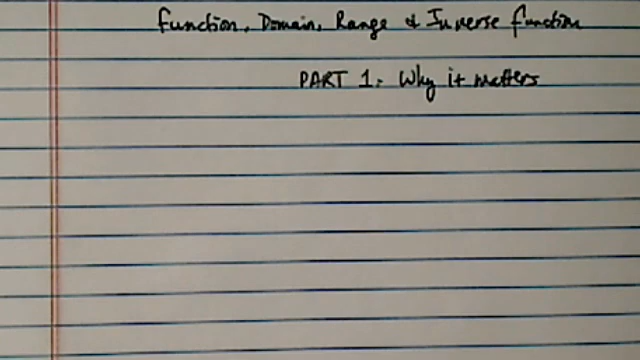 Function, Domain, Range & Inverse function
PART 1: Why it matters